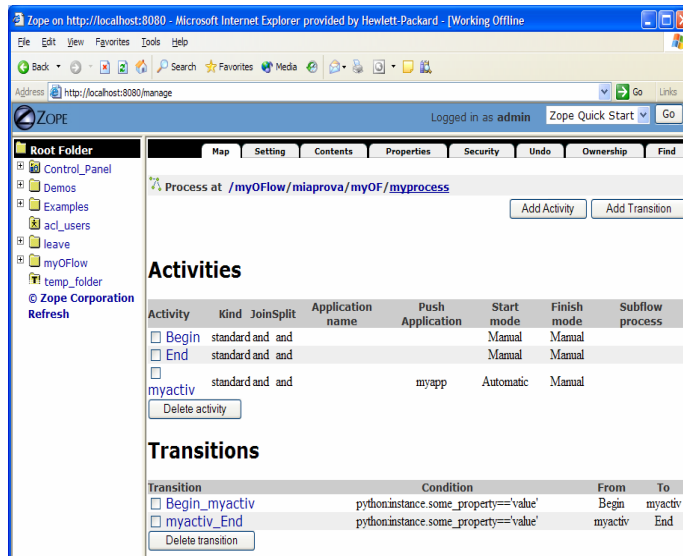 Zope on http://localhost:8080 - Microsoft Internet Explorer provided by Hewlett-Packard - [Working Offline
File Edit View Favorites Tools Help
Back Search Favorites Media
Address http://localhost:8080/manage Go Links
ZOPE Logged in as admin Zope Quick Start Go
Root Folder
Control_Panel
Demos
Examples
acl_users
leave
myOFlow
temp_folder
© Zope Corporation
Refresh
Map Setting Contents Properties Security Undo Ownership Find
Process at /myOFlow/miaprova/myOF/myprocess
Add Activity Add Transition
Activities
Activity Kind JoinSplit Application name Push Application Start mode Finish mode Subflow process
Begin standard and and Manual Manual
End standard and and Manual Manual
myactiv standard and and myapp Automatic Manual
Delete activity
Transitions
Transition Condition From To
Begin_myactiv python:instance.some_property=='value' Begin myactiv
myactiv_End python:instance.some_property=='value' myactiv End
Delete transition